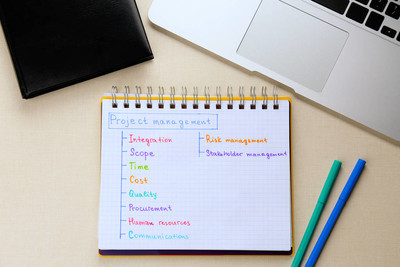 Project management
Integration
Scope
Time
Cost
Quality
Procurement
Human resources
Communications
Risk management
Stakeholder management